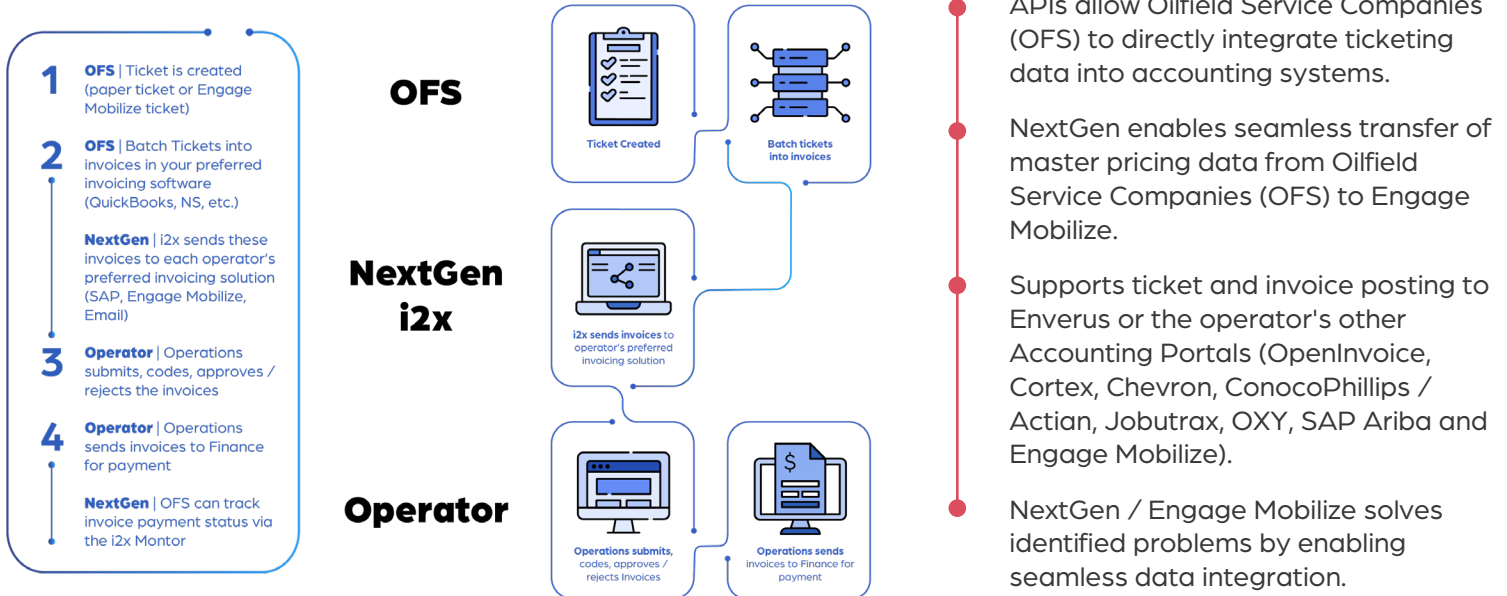 1
OFS | Ticket is created
(paper ticket or Engage
Mobilize ticket)
2
OFS | Batch Tickets into
invoices in your preferred
invoicing software
(QuickBooks, NS, etc.)
NextGen | i2x sends these
invoices to each operator's
preferred invoicing solution
(SAP, Engage Mobilize,
Email)
3
Operator | Operations
submits, codes, approves /
rejects the invoices
4
Operator | Operations
sends invoices to Finance
for payment
NextGen | OFS can track
invoice payment status via
the i2x Montor
OFS
Ticket Created
Batch tickets
into invoices
NextGen
i2x
i2x sends invoices to
operator's preferred
invoicing solution
Operator
Operations submits,
codes, approves /
rejects Invoices
$
Operations sends
invoices to Finance for
payment
APIs allow Oilfield Service Companies
(OFS) to directly integrate ticketing
data into accounting systems.
NextGen enables seamless transfer of
master pricing data from Oilfield
Service Companies (OFS) to Engage
Mobilize.
Supports ticket and invoice posting to
Enverus or the operator's other
Accounting Portals (OpenInvoice,
Cortex, Chevron, ConocoPhillips /
Actian, Jobutrax, OXY, SAP Ariba and
Engage Mobilize).
NextGen / Engage Mobilize solves
identified problems by enabling
seamless data integration.